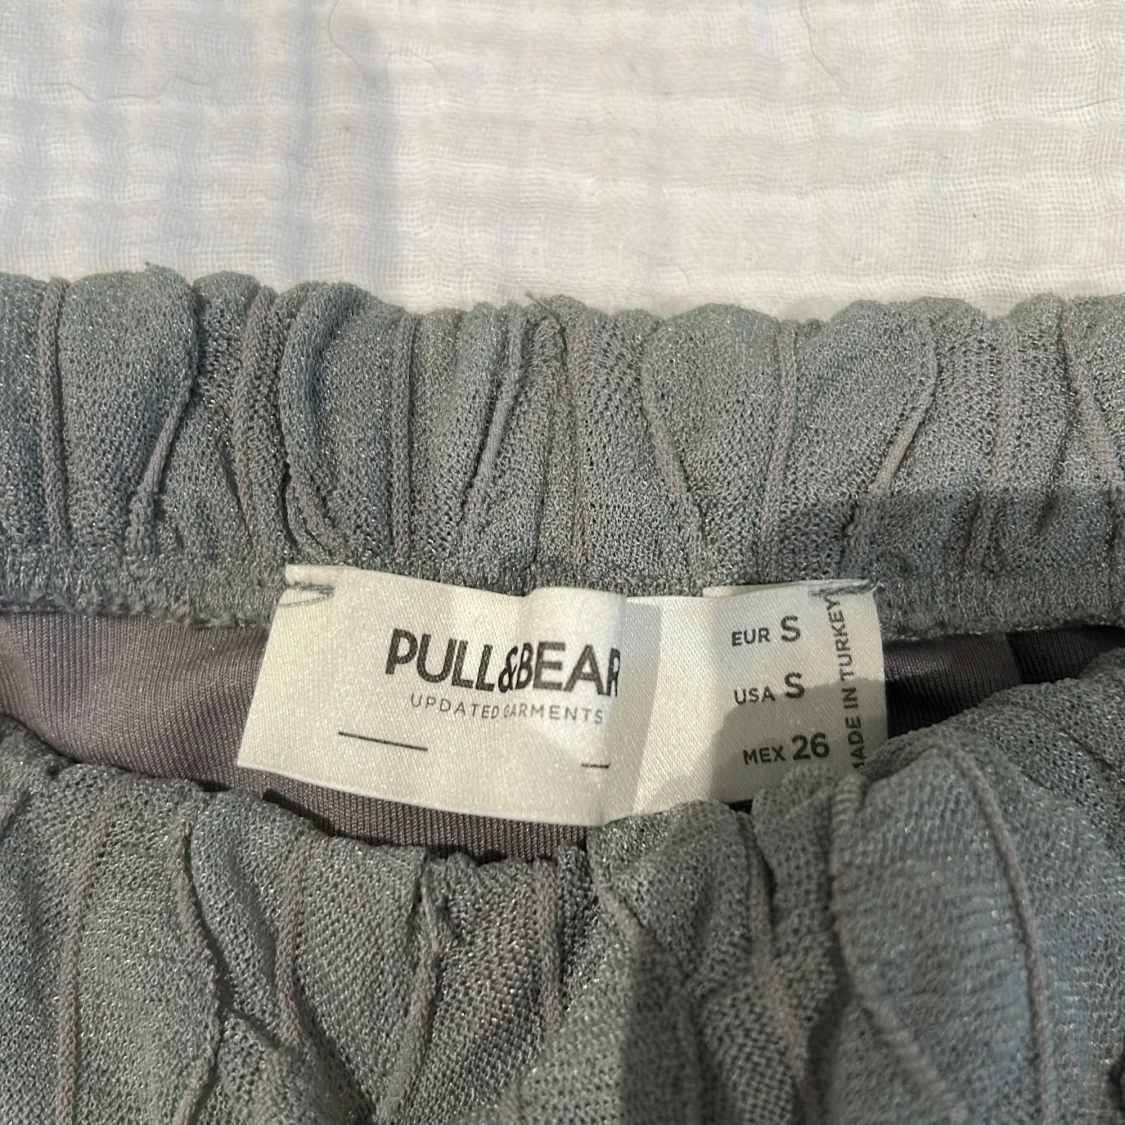 PULL&BEAR
UPDATED GARMENTS
EUR S
USA S
MEX 26
MADE IN TURKEY